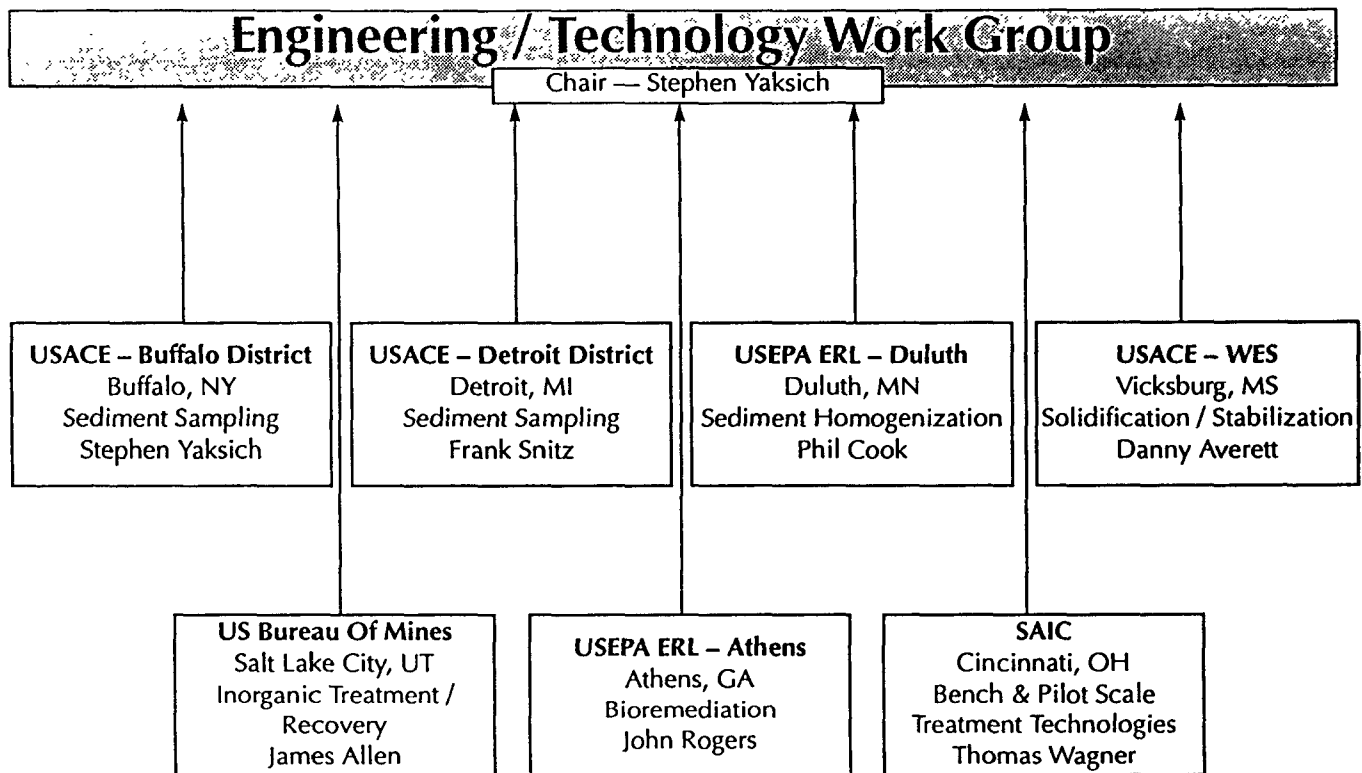 Engineering / Technology Work Group
Chair — Stephen Yaksich
USACE – Buffalo District
Buffalo, NY
Sediment Sampling
Stephen Yaksich
USACE – Detroit District
Detroit, MI
Sediment Sampling
Frank Snitz
USEPA ERL – Duluth
Duluth, MN
Sediment Homogenization
Phil Cook
USACE – WES
Vicksburg, MS
Solidification / Stabilization
Danny Averett
US Bureau Of Mines
Salt Lake City, UT
Inorganic Treatment /
Recovery
James Allen
USEPA ERL – Athens
Athens, GA
Bioremediation
John Rogers
SAIC
Cincinnati, OH
Bench & Pilot Scale
Treatment Technologies
Thomas Wagner